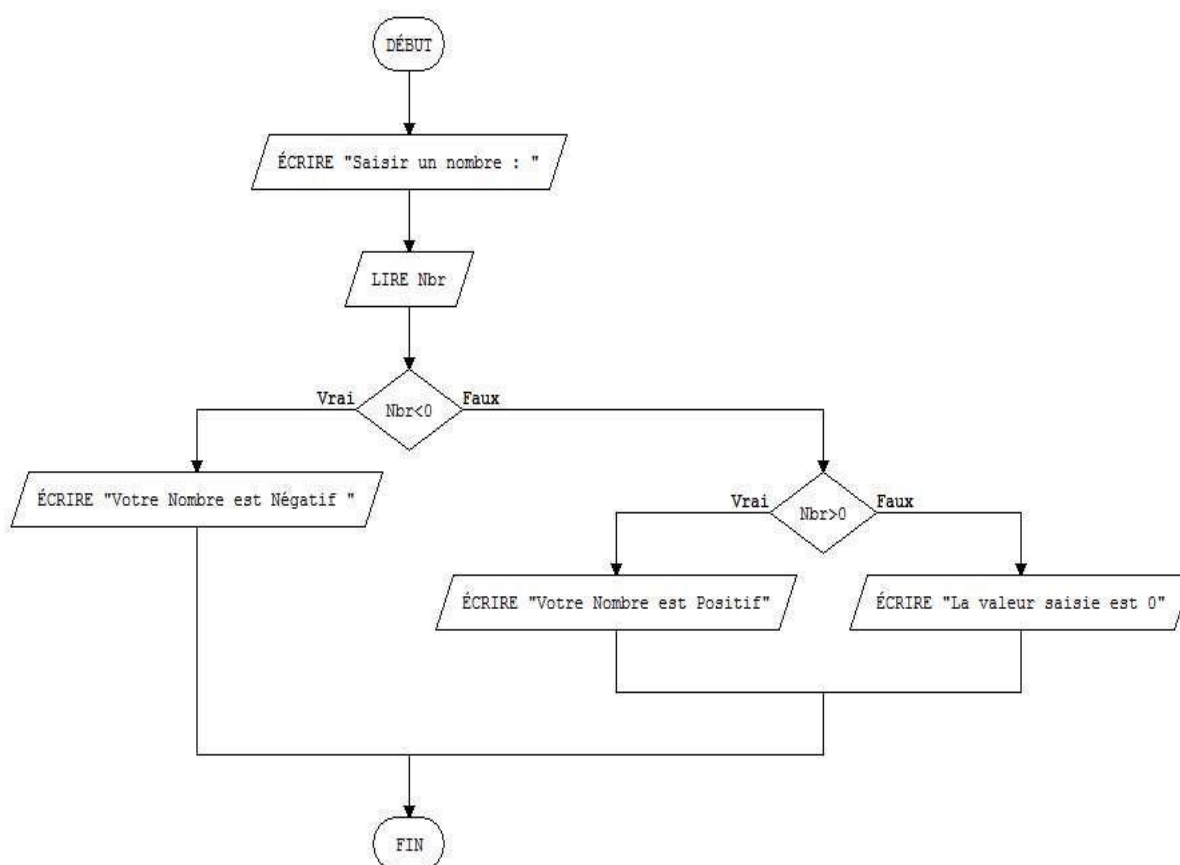 DÉBUT
ÉCRIRE "Saisir un nombre : "
LIRE Nbr
Vrai
Nbr<0
Faux
ÉCRIRE "Votre Nombre est Négatif "
Vrai
Nbr>0
Faux
ÉCRIRE "Votre Nombre est Positif"
ÉCRIRE "La valeur saisie est 0"
FIN